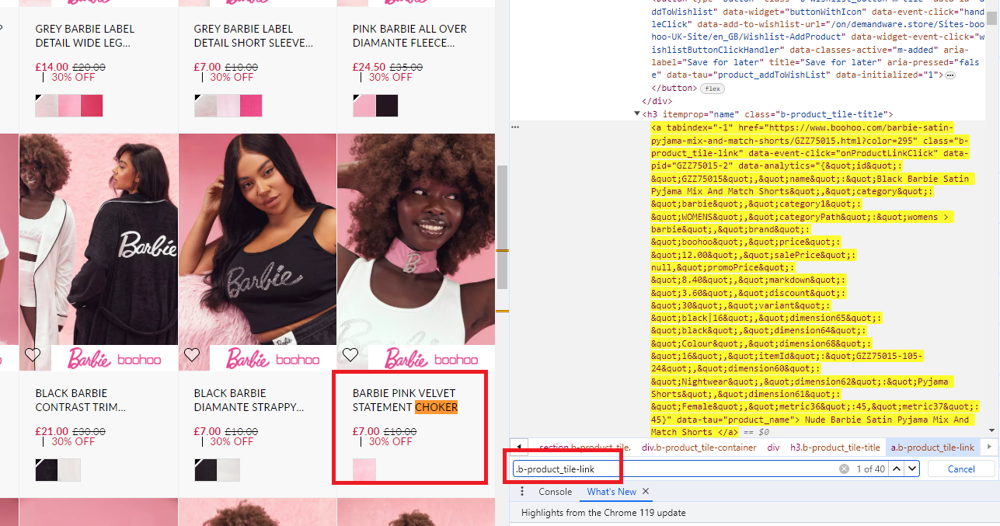 Barbie boohoo
Barbie boohoo
Barbie boohoo
GREY BARBIE LABEL
DETAIL WIDE LEG...
£14.00 £20.00
| 30% OFF
GREY BARBIE LABEL
DETAIL SHORT SLEEVE...
£7.00 £10.00
| 30% OFF
PINK BARBIE ALL OVER
DIAMANTE FLEECE...
£24.50 £35.00
| 30% OFF
Barbie
Barbie
Barbie
B
Barbie boohoo
Barbie boohoo
Barbie boohoo
BLACK BARBIE
CONTRAST TRIM...
£21.00 £30.00
| 30% OFF
BLACK BARBIE
DIAMANTE STRAPPY...
£7.00 £10.00
| 30% OFF
BARBIE PINK VELVET
STATEMENT CHOKER
£7.00 £10.00
| 30% OFF
ddToWishlist" data-widget="buttonWithIcon" data-event-click="hand
leClick" data-add-to-wishlist-url="/on/demandware.store/Sites-boo
hoo-UK-Site/en_GB/Wishlist-AddProduct" data-widget-event-click="w
ishlistButtonClickHandler" data-classes-active="m-added" aria-
label="Save for later" title="Save for later" aria-pressed="fals
e" data-tau="product_addToWishList" data-initialized="1">…
</button> flex
</div>
▼<h3 itemprop="name" class="b-product_tile-title">
… <a tabindex="-1" href="https://www.boohoo.com/barbie-satin-
pyjama-mix-and-match-shorts/GZZ75015.html?color=295" class="b-
product_tile-link" data-event-click="onProductLinkClick" data-
pid="GZZ75015-2" data-analytics="{&quot;id&quot;:
&quot;GZZ75015&quot;,&quot;name&quot;:&quot;Black Barbie Satin
Pyjama Mix And Match Shorts&quot;,&quot;category&quot;:
&quot;barbie&quot;,&quot;category1&quot;:
&quot;WOMENS&quot;,&quot;categoryPath&quot;:&quot;womens >
barbie&quot;,&quot;brand&quot;:
&quot;boohoo&quot;,&quot;price&quot;:
&quot;12.00&quot;,&quot;salePrice&quot;:
null,&quot;promoPrice&quot;:
&quot;8.40&quot;,&quot;markdown&quot;:
&quot;3.60&quot;,&quot;discount&quot;:
&quot;30&quot;,&quot;variant&quot;:
&quot;black|16&quot;,&quot;dimension65&quot;:
&quot;black&quot;,&quot;dimension64&quot;:
&quot;Colour&quot;,&quot;dimension68&quot;:
&quot;16&quot;,&quot;itemId&quot;:&quot;GZZ75015-105-
24&quot;,&quot;dimension60&quot;:
&quot;Nightwear&quot;,&quot;dimension62&quot;:&quot;Pyjama
Shorts&quot;,&quot;dimension61&quot;:
&quot;Female&quot;,&quot;metric36&quot;:45,&quot;metric37&quot;:
45}" data-tau="product_name"> Nude Barbie Satin Pyjama Mix And
Match Shorts </a> == $0
section.b-product_tile. div.b-product_tile-container div h3.b-product_tile-title a.b-product_tile-link
.b-product_tile-link 1 of 40 Cancel
Console What's New ×
Highlights from the Chrome 119 update